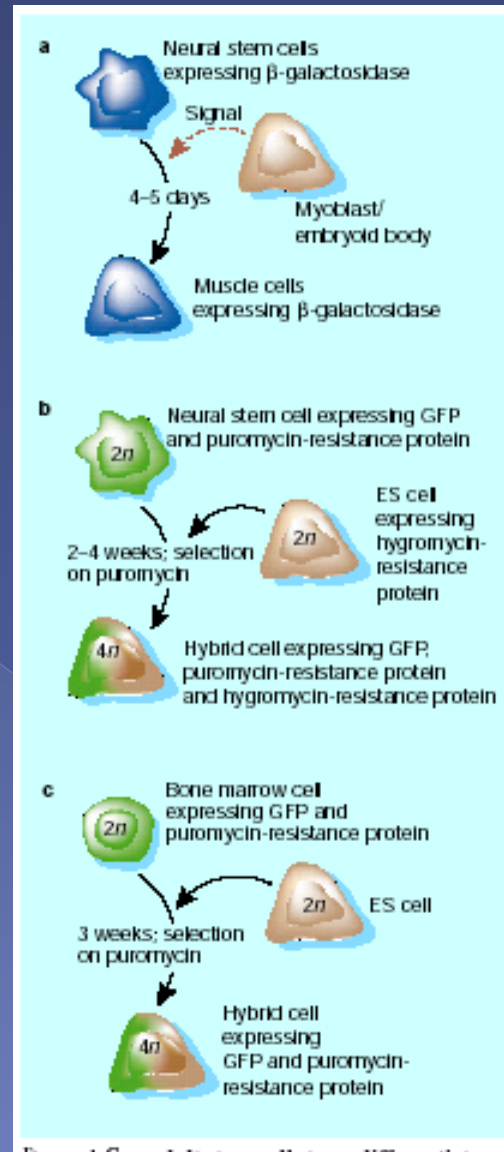 a
Neural stem cells
expressing β-galactosiclase
Signal
4–5 days
Myoblast/
embryoid body
Muscle cells
expressing β-galactosiclase
b
Neural stem cell expressing GFP
and puromycin-resistance protein
2n
ES cell
expressing
hygromycin-
resistance
protein
2n
2–4 weeks; selection
on puromycin
4n
Hybrid cell expressing GFP,
puromycin-resistance protein
and hygromycin-resistance protein
c
Bone marrow cell
expressing GFP and
puromycin-resistance protein
2n
2n
ES cell
3 weeks; selection
on puromycin
4n
Hybrid cell
expressing
GFP and puromycin-
resistance protein